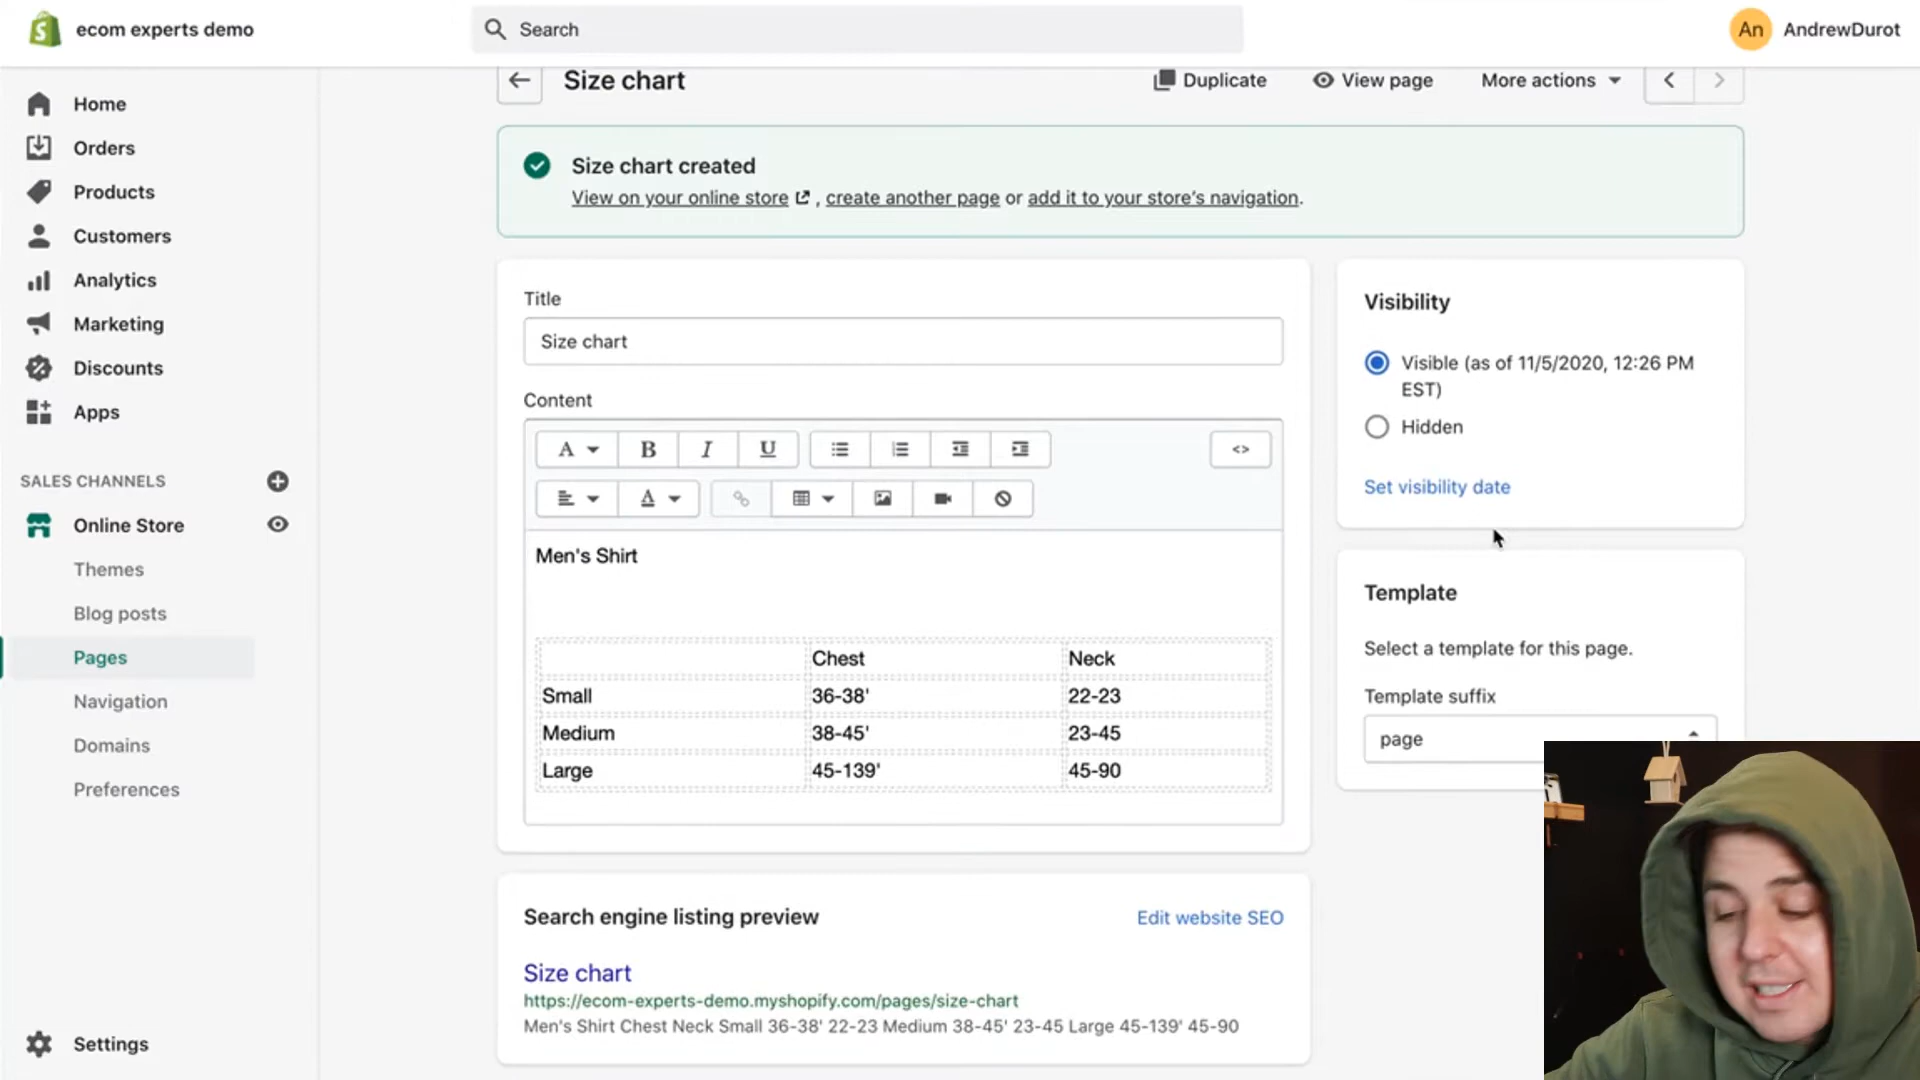 ecom experts demo
Search
An
AndrewDurot
Home
Orders
Products
Customers
Analytics
Marketing
Discounts
Apps
SALES CHANNELS
Online Store
Themes
Blog posts
Pages
Navigation
Domains
Preferences
Settings
Size chart
Duplicate
View page
More actions
Size chart created
View on your online store , create another page or add it to your store's navigation.
Title
Size chart
Content
A B I U <>
A
Men's Shirt
Chest Neck
Small 36-38' 22-23
Medium 38-45' 23-45
Large 45-139' 45-90
Search engine listing preview
Edit website SEO
Size chart
https://ecom-experts-demo.myshopify.com/pages/size-chart
Men's Shirt Chest Neck Small 36-38' 22-23 Medium 38-45' 23-45 Large 45-139' 45-90
Visibility
Visible (as of 11/5/2020, 12:26 PM
EST)
Hidden
Set visibility date
Template
Select a template for this page.
Template suffix
page